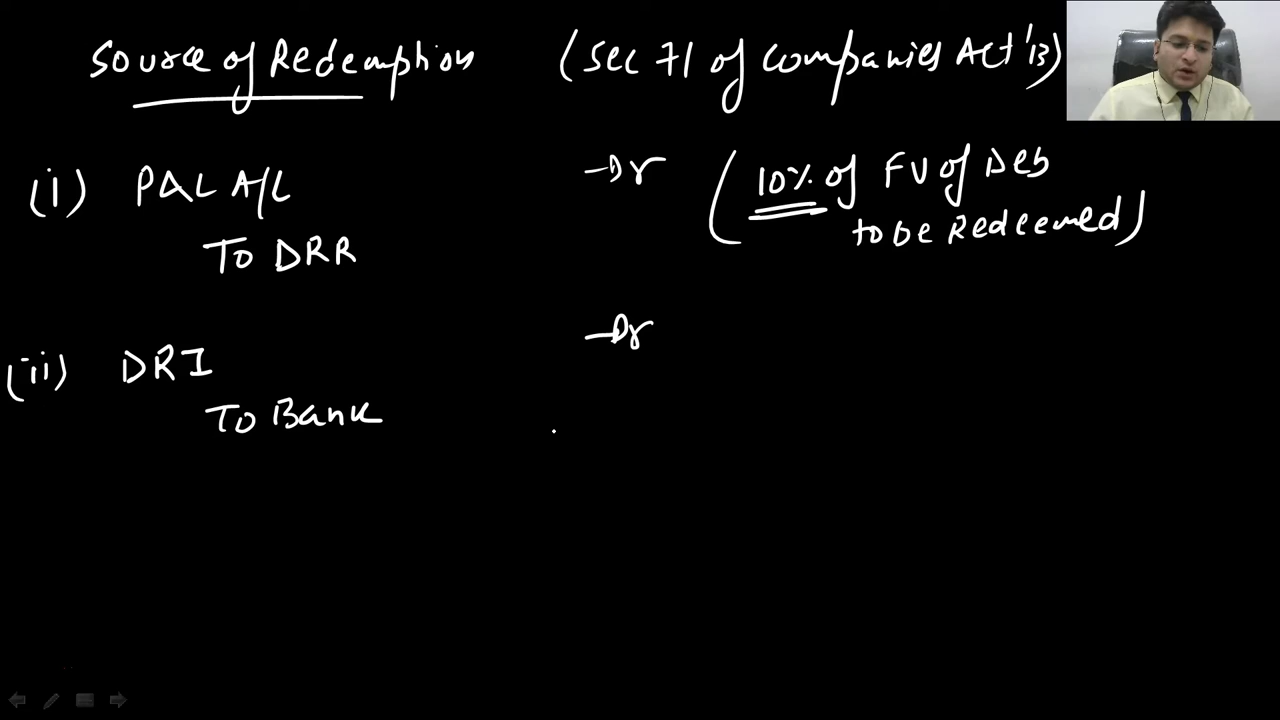 Source of Redemption (Sec 71 of Companies Act '13)
(i) P&L A/L Dr (10% of FV of Deb
to be Redeemed)
To DRR
(ii) DRI Dr
To Bank